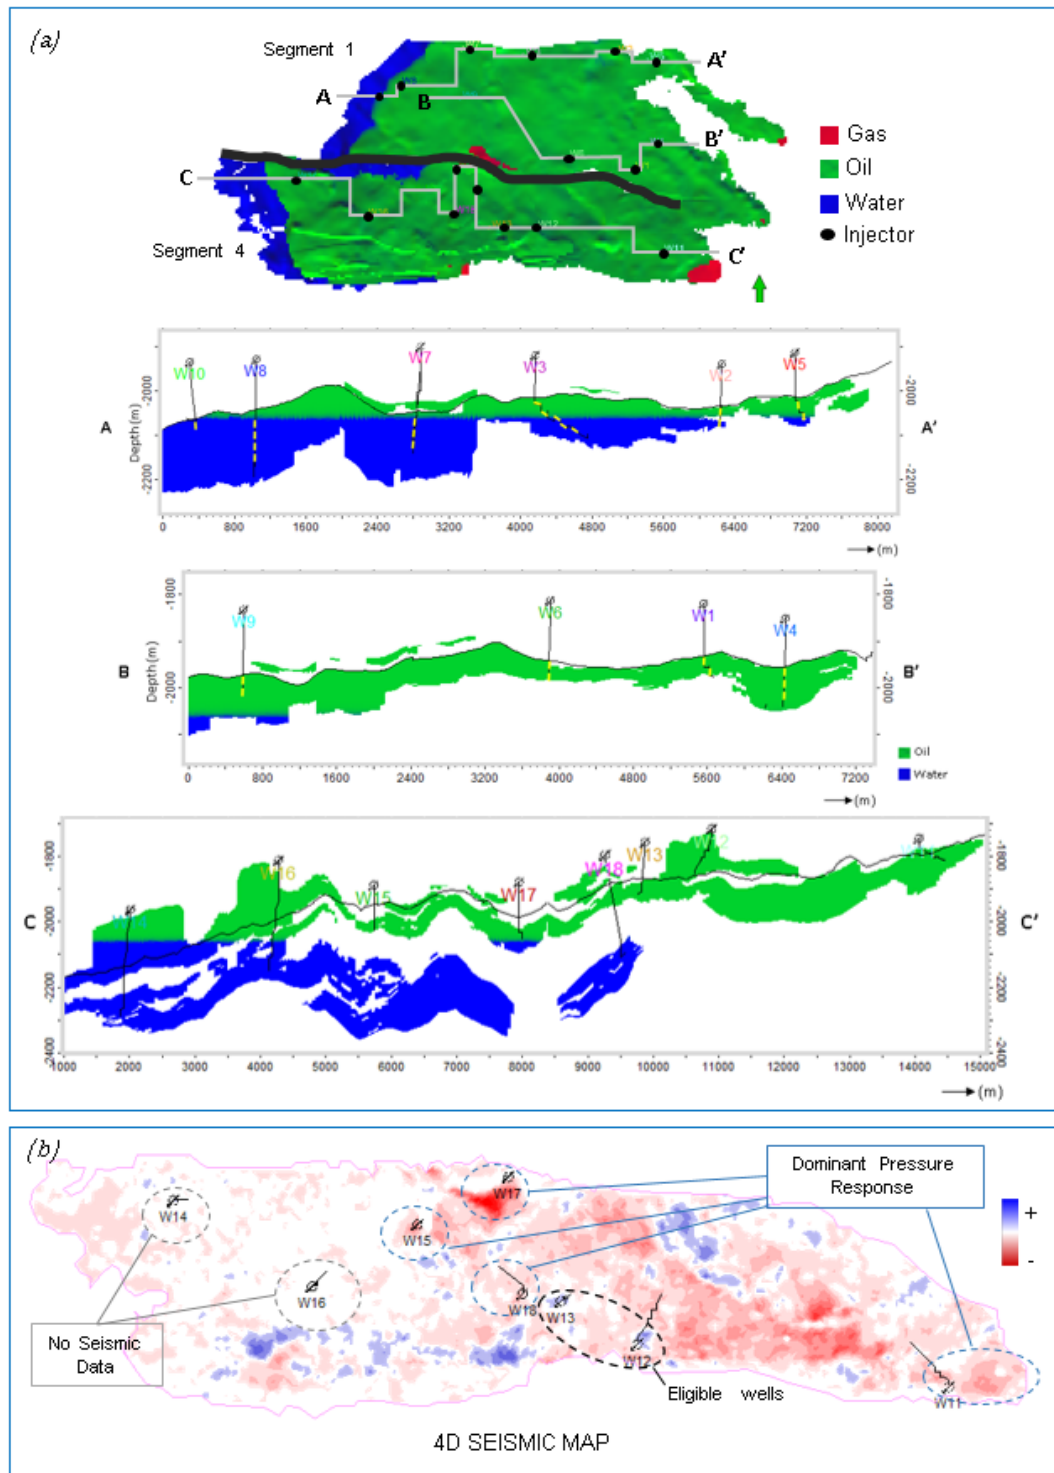 (a)
Segment 1
A
A'
B
B'
C
C'
Segment 4
W11
Gas
Oil
Water
Injector
W10
W8
W7
W3
W2
W5
A
A'
Depth(m)
-2000
-2200
-2000
-2200
0 800 1600 2400 3200 4000 4800 5600 6400 7200 8000
(m)
W9
W6
W1
W4
B
B'
Depth(m)
-1800
-2000
-1800
-2000
0 800 1600 2400 3200 4000 4800 5600 6400 7200
(m)
Oil
Water
W16
W15
W17
W18
W13
W12
C
C'
-1800
-2000
-2200
-2400
-1800
-2000
-2200
-2400
1000 2000 3000 4000 5000 6000 7000 8000 9000 10000 11000 12000 13000 14000 15000
(m)
(b)
Dominant Pressure
Response
W17
W14
W15
W16
W18
W13
W12
W11
+
-
No Seismic
Data
Eligible wells
4D SEISMIC MAP